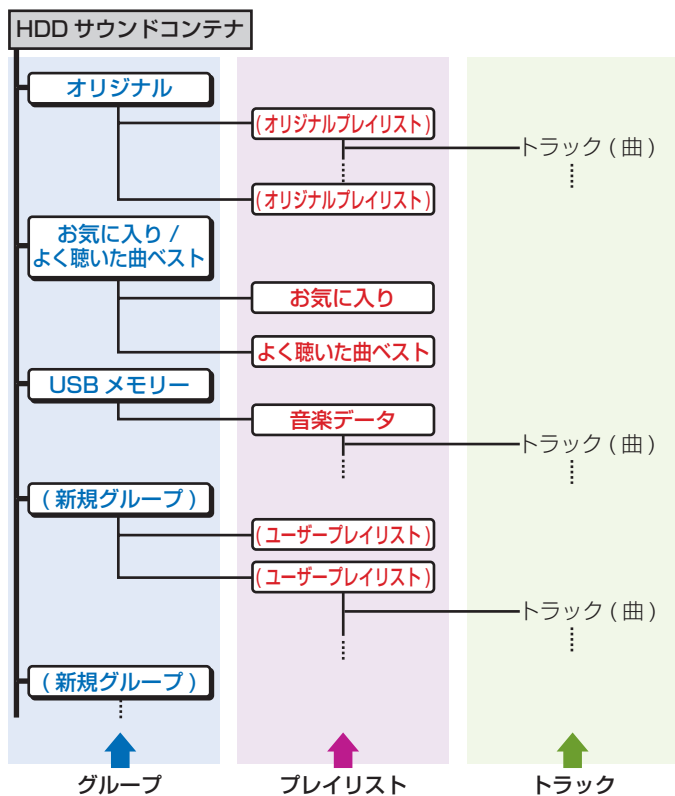 HDD サウンドコンテナ
オリジナル
(オリジナルプレイリスト)
トラック ( 曲 )
(オリジナルプレイリスト)
お気に入り /
よく聴いた曲ベスト
お気に入り
よく聴いた曲ベスト
USB メモリー
音楽データ
トラック ( 曲 )
( 新規グループ )
(ユーザープレイリスト)
(ユーザープレイリスト)
トラック ( 曲 )
( 新規グループ )
グループ
プレイリスト
トラック